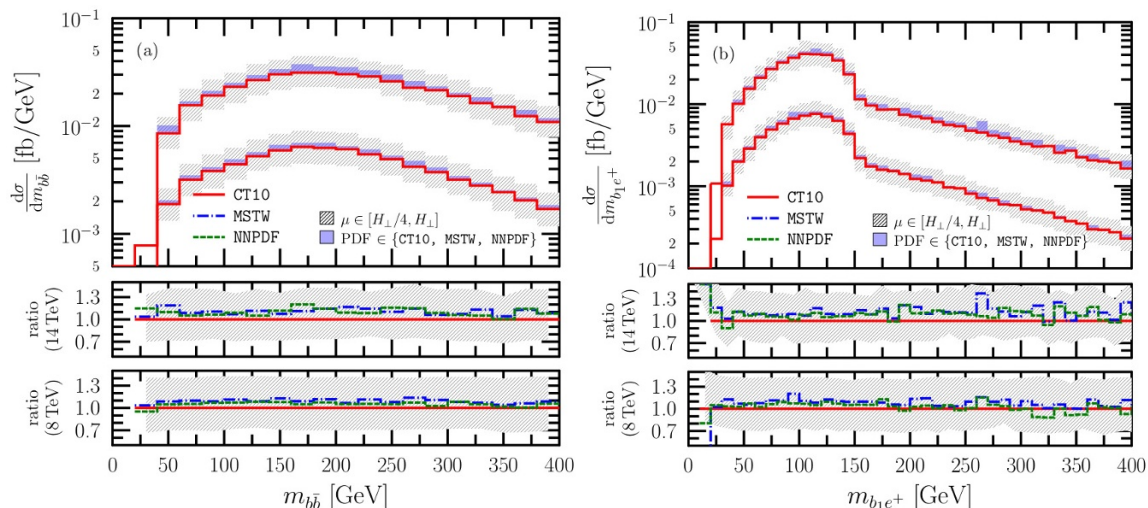 (a)
dσ/dm_{bb̄} [fb/GeV]
10⁻¹
5
2
10⁻²
5
2
10⁻³
5
CT10
MSTW
NNPDF
μ ∈ [H⊥/4, H⊥]
PDF ∈ {CT10, MSTW, NNPDF}
ratio
(14 TeV)
1.3
1.0
0.7
ratio
(8 TeV)
1.3
1.0
0.7
0 50 100 150 200 250 300 350 400
m_{bb̄} [GeV]
(b)
dσ/dm_{b₁e⁺} [fb/GeV]
10⁻¹
5
2
10⁻²
5
2
10⁻³
5
2
10⁻⁴
CT10
MSTW
NNPDF
μ ∈ [H⊥/4, H⊥]
PDF ∈ {CT10, MSTW, NNPDF}
ratio
(14 TeV)
1.3
1.0
0.7
ratio
(8 TeV)
1.3
1.0
0.7
0 50 100 150 200 250 300 350 400
m_{b₁e⁺} [GeV]